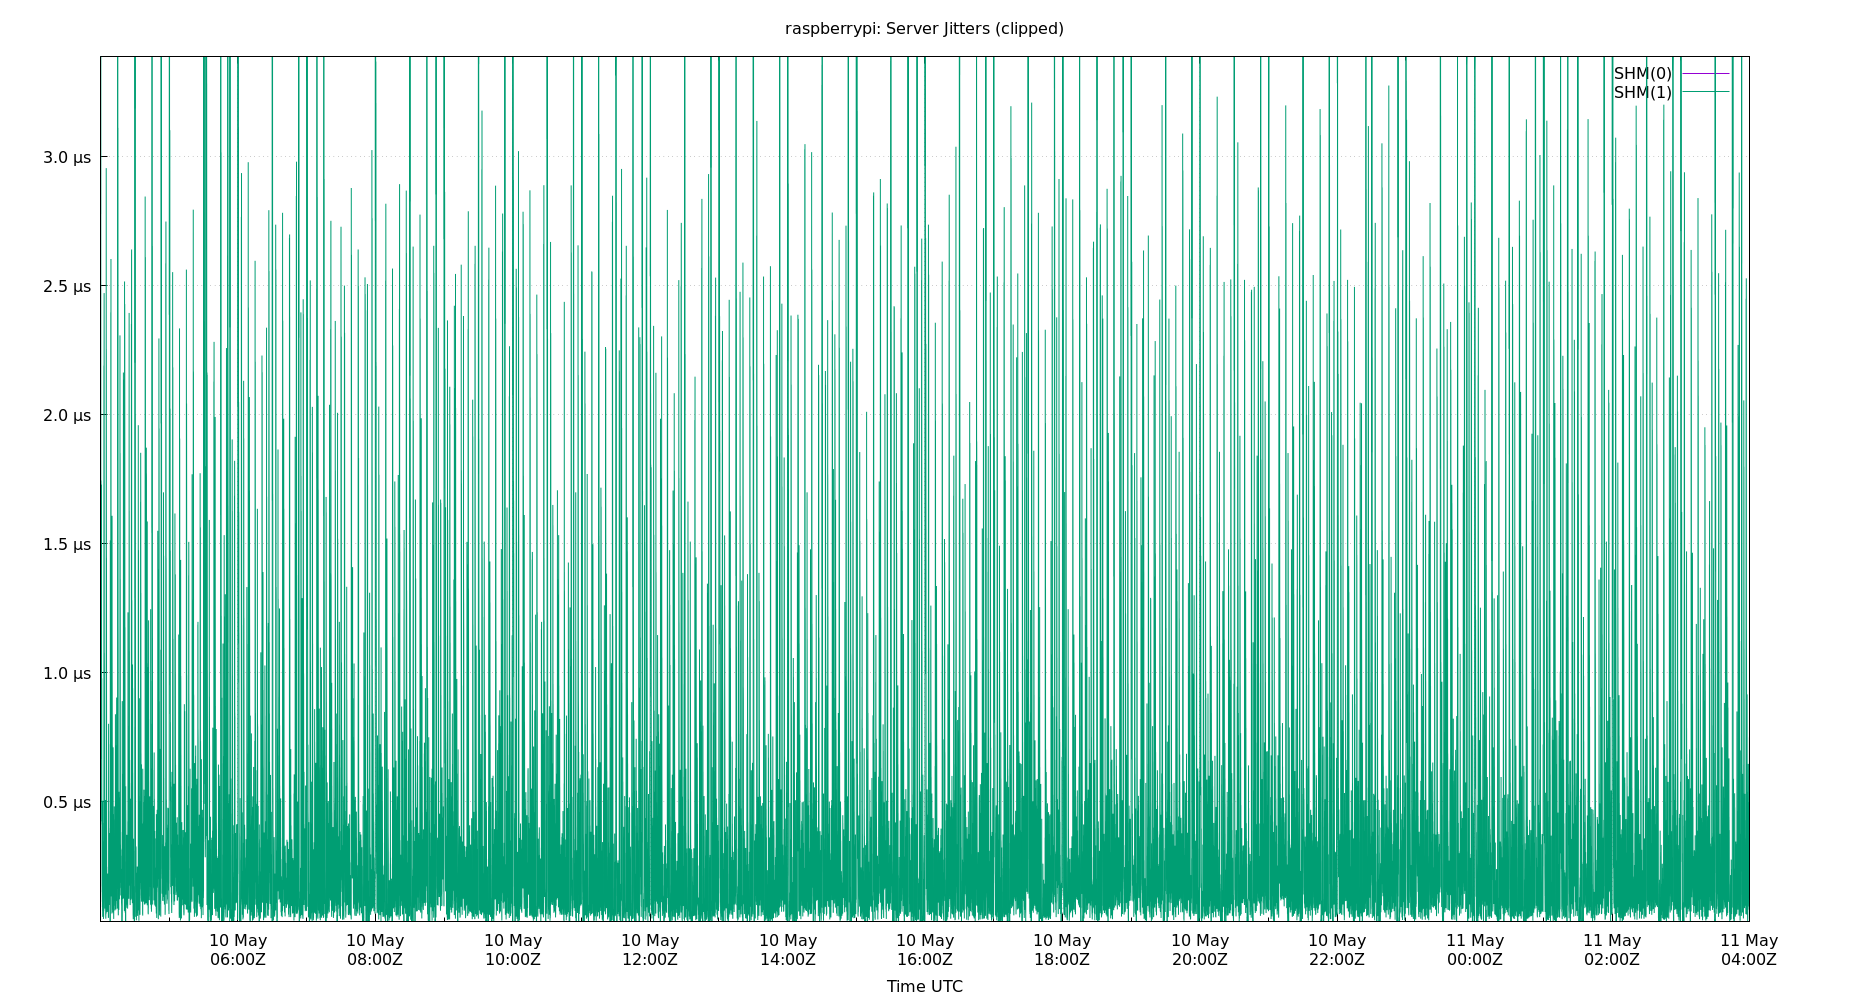 raspberrypi: Server Jitters (clipped)
SHM(0)
SHM(1)
3.0 µs
2.5 µs
2.0 µs
1.5 µs
1.0 µs
0.5 µs
10 May 10 May 10 May 10 May 10 May 10 May 10 May 10 May 10 May 11 May 11 May 11 May
06:00Z 08:00Z 10:00Z 12:00Z 14:00Z 16:00Z 18:00Z 20:00Z 22:00Z 00:00Z 02:00Z 04:00Z
Time UTC